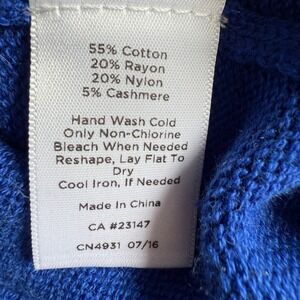 55% Cotton
20% Rayon
20% Nylon
5% Cashmere
Hand Wash Cold
Only Non-Chlorine
Bleach When Needed
Reshape, Lay Flat To
Dry
Cool Iron, If Needed
Made In China
CA #23147
CN4931 07/16